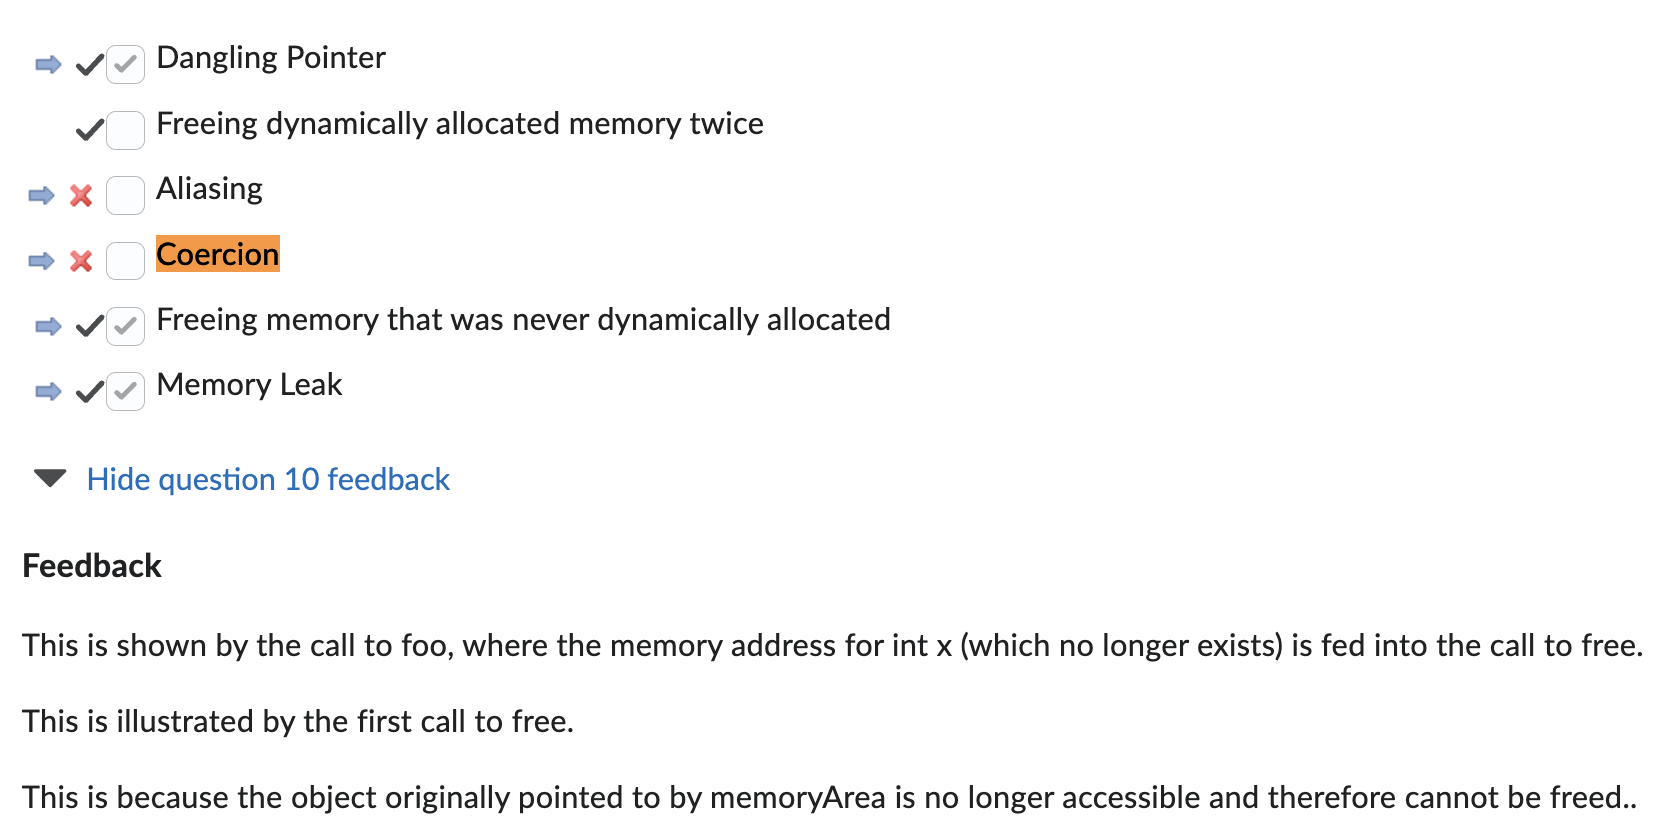 Dangling Pointer
Freeing dynamically allocated memory twice
Aliasing
Coercion
Freeing memory that was never dynamically allocated
Memory Leak
Hide question 10 feedback
Feedback
This is shown by the call to foo, where the memory address for int x (which no longer exists) is fed into the call to free.
This is illustrated by the first call to free.
This is because the object originally pointed to by memoryArea is no longer accessible and therefore cannot be freed..